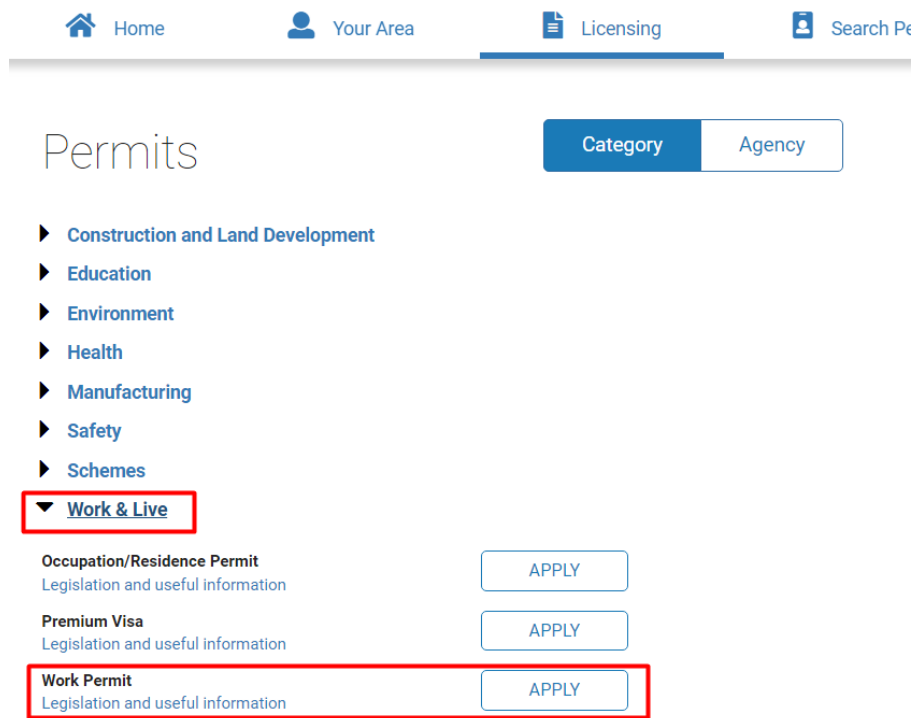 Home
Your Area
Licensing
Search Pe
Permits
Category
Agency
Construction and Land Development
Education
Environment
Health
Manufacturing
Safety
Schemes
Work & Live
Occupation/Residence Permit
APPLY
Legislation and useful information
Premium Visa
APPLY
Legislation and useful information
Work Permit
APPLY
Legislation and useful information